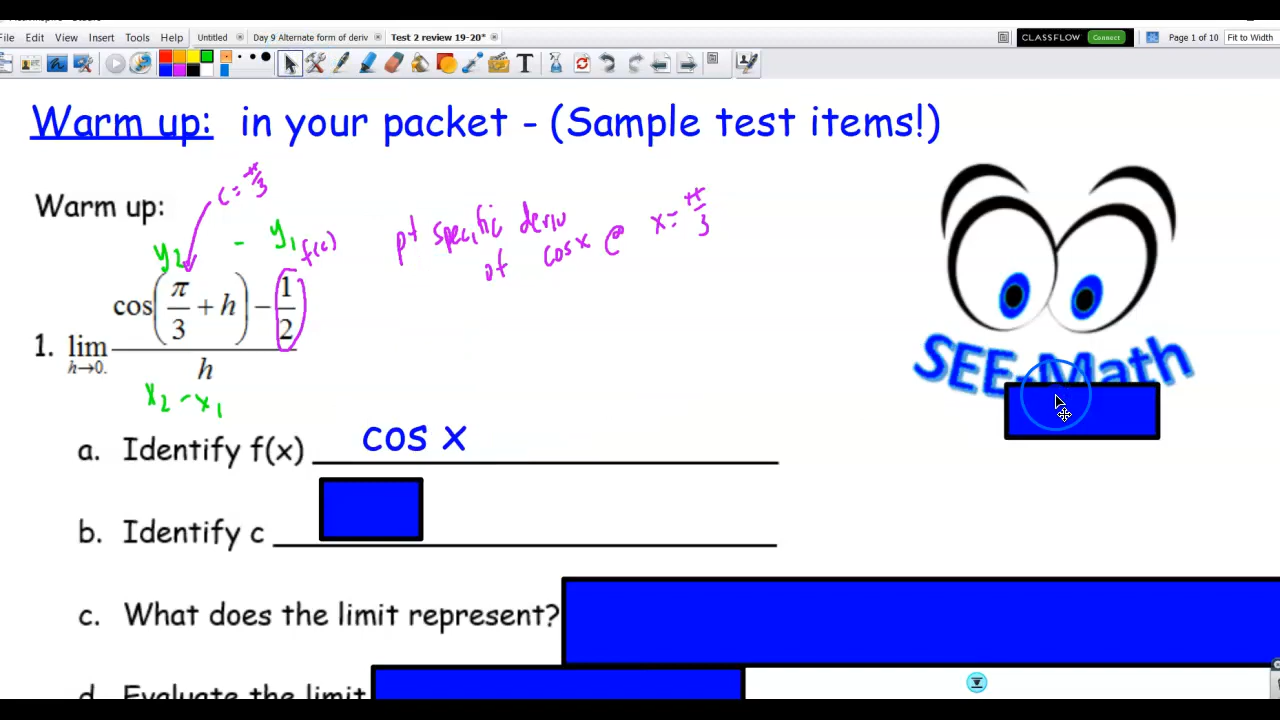 File Edit View Insert Tools Help Untitled Day 9 Alternate form of deriv Test 2 review 19-20* CLASSFLOW Connect Page 1 of 10 Fit to Width
Warm up: in your packet - (Sample test items!)
c = π/3
Warm up:
y2 - y1 f(c)
pt specific deriv
of cos x @ x = π/3
1. lim h→0. (cos(π/3 + h) - 1/2) / h
x2 - x1
SEE-Math
a. Identify f(x) cos x
b. Identify c
c. What does the limit represent?
d. Evaluate the limit